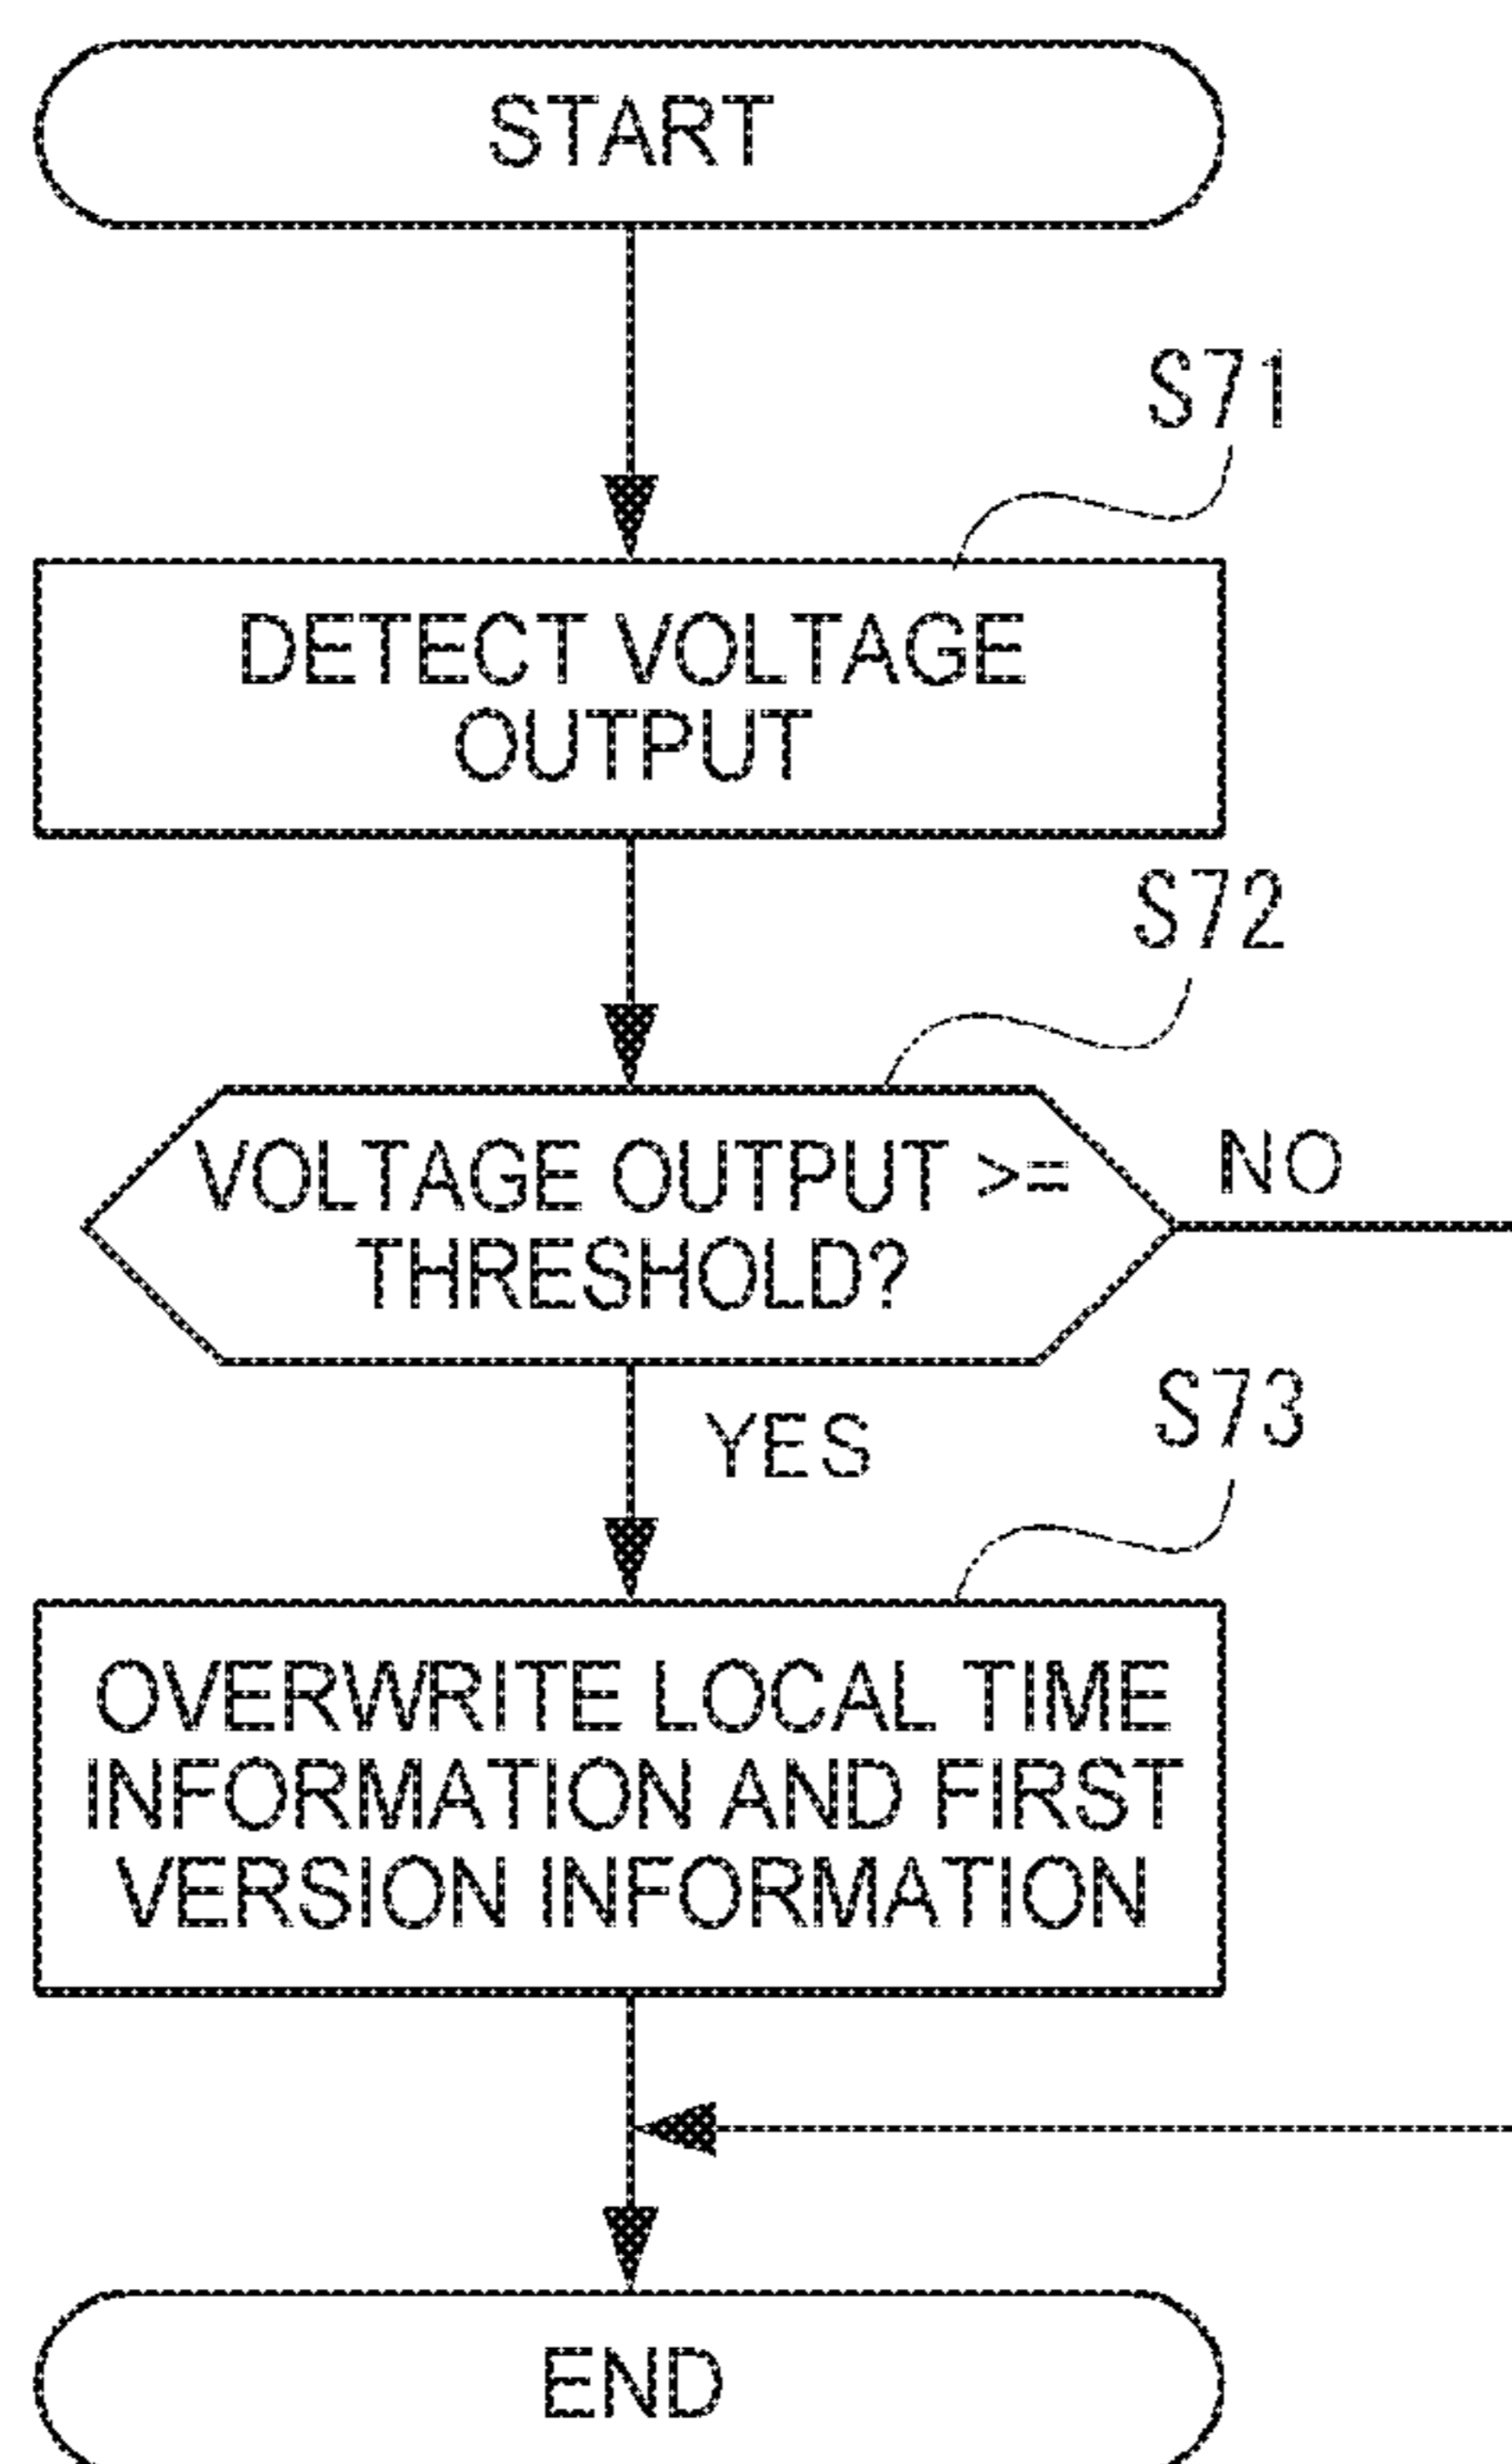 START
S71
DETECT VOLTAGE
OUTPUT
S72
VOLTAGE OUTPUT >=
THRESHOLD?
NO
YES
S73
OVERWRITE LOCAL TIME
INFORMATION AND FIRST
VERSION INFORMATION
END